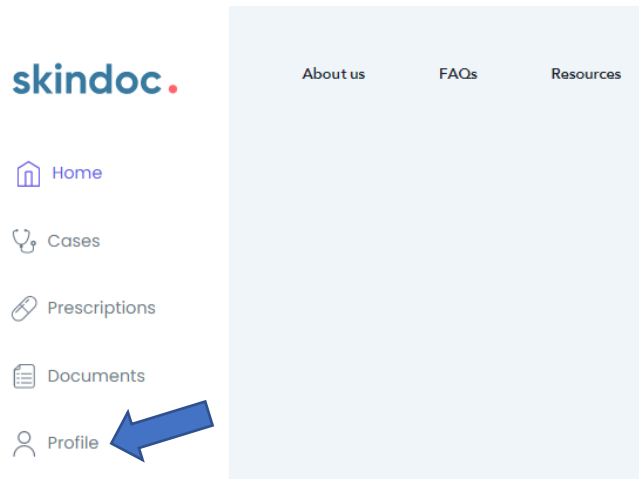 skindoc.
About us FAQs Resources
Home
Cases
Prescriptions
Documents
Profile